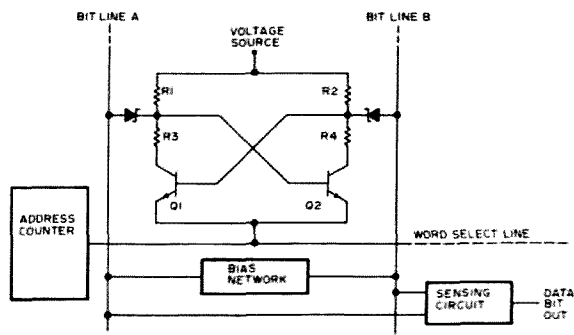 BIT LINE A
BIT LINE B
VOLTAGE
SOURCE
R1
R2
R3
R4
Q1
Q2
ADDRESS
COUNTER
WORD SELECT LINE
BIAS
NETWORK
SENSING
CIRCUIT
DATA
BIT
OUT